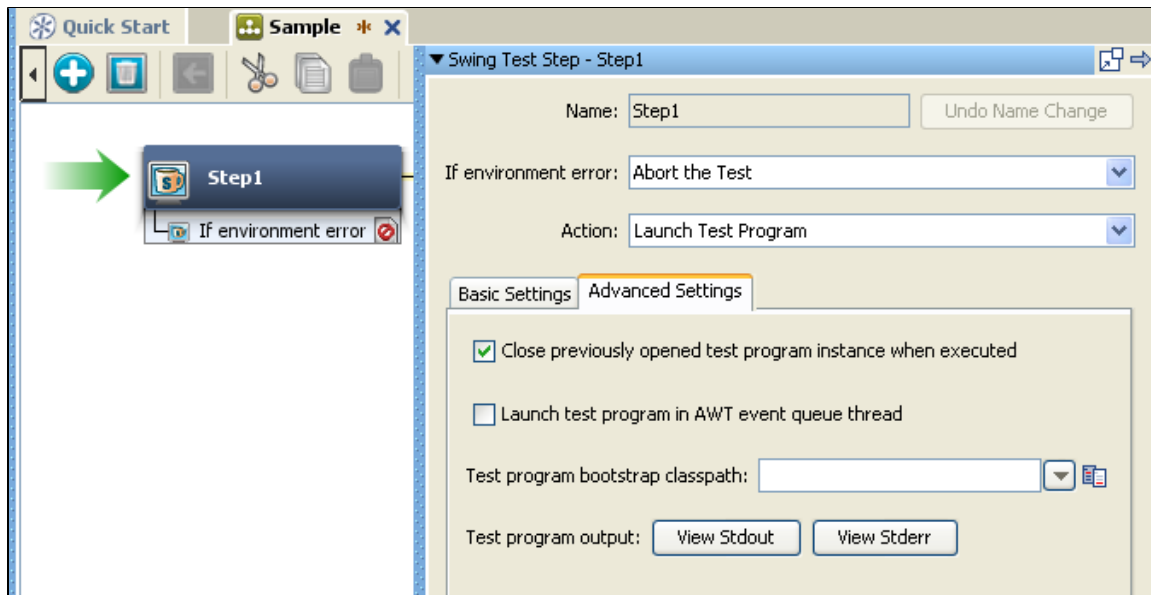 Quick Start
Sample
Swing Test Step - Step1
Name: Step1 Undo Name Change
If environment error: Abort the Test
Action: Launch Test Program
Step1
If environment error
Basic Settings Advanced Settings
Close previously opened test program instance when executed
Launch test program in AWT event queue thread
Test program bootstrap classpath:
Test program output: View Stdout View Stderr